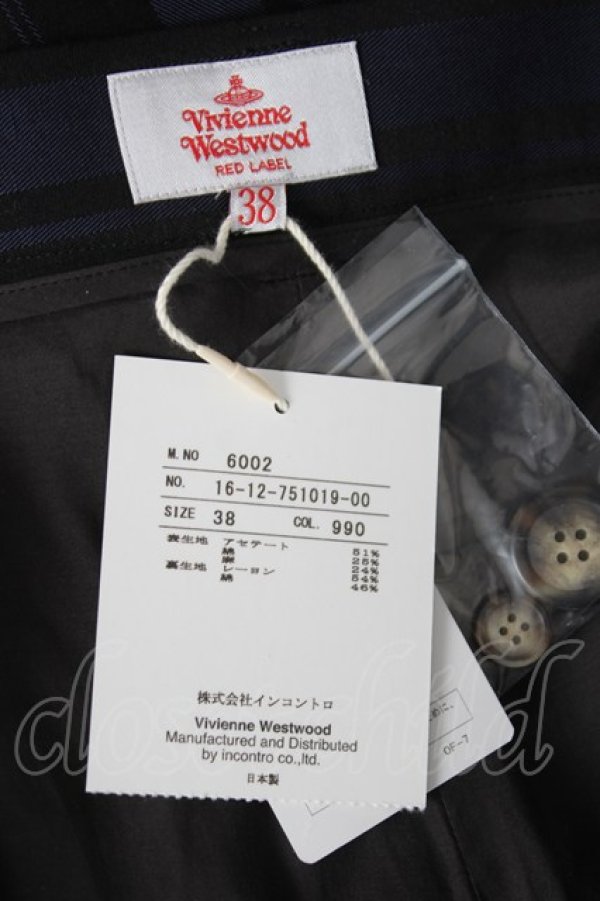 Vivienne
Westwood
RED LABEL
38
M.NO 6002
NO. 16-12-751019-00
SIZE 38 COL. 990
表生地 アセテート 51%
綿 25%
麻 24%
裏生地 レーヨン 54%
綿 46%
株式会社インコントロ
Vivienne Westwood
Manufactured and Distributed
by incontro co.,ltd.
日本製
OF-7
closet child